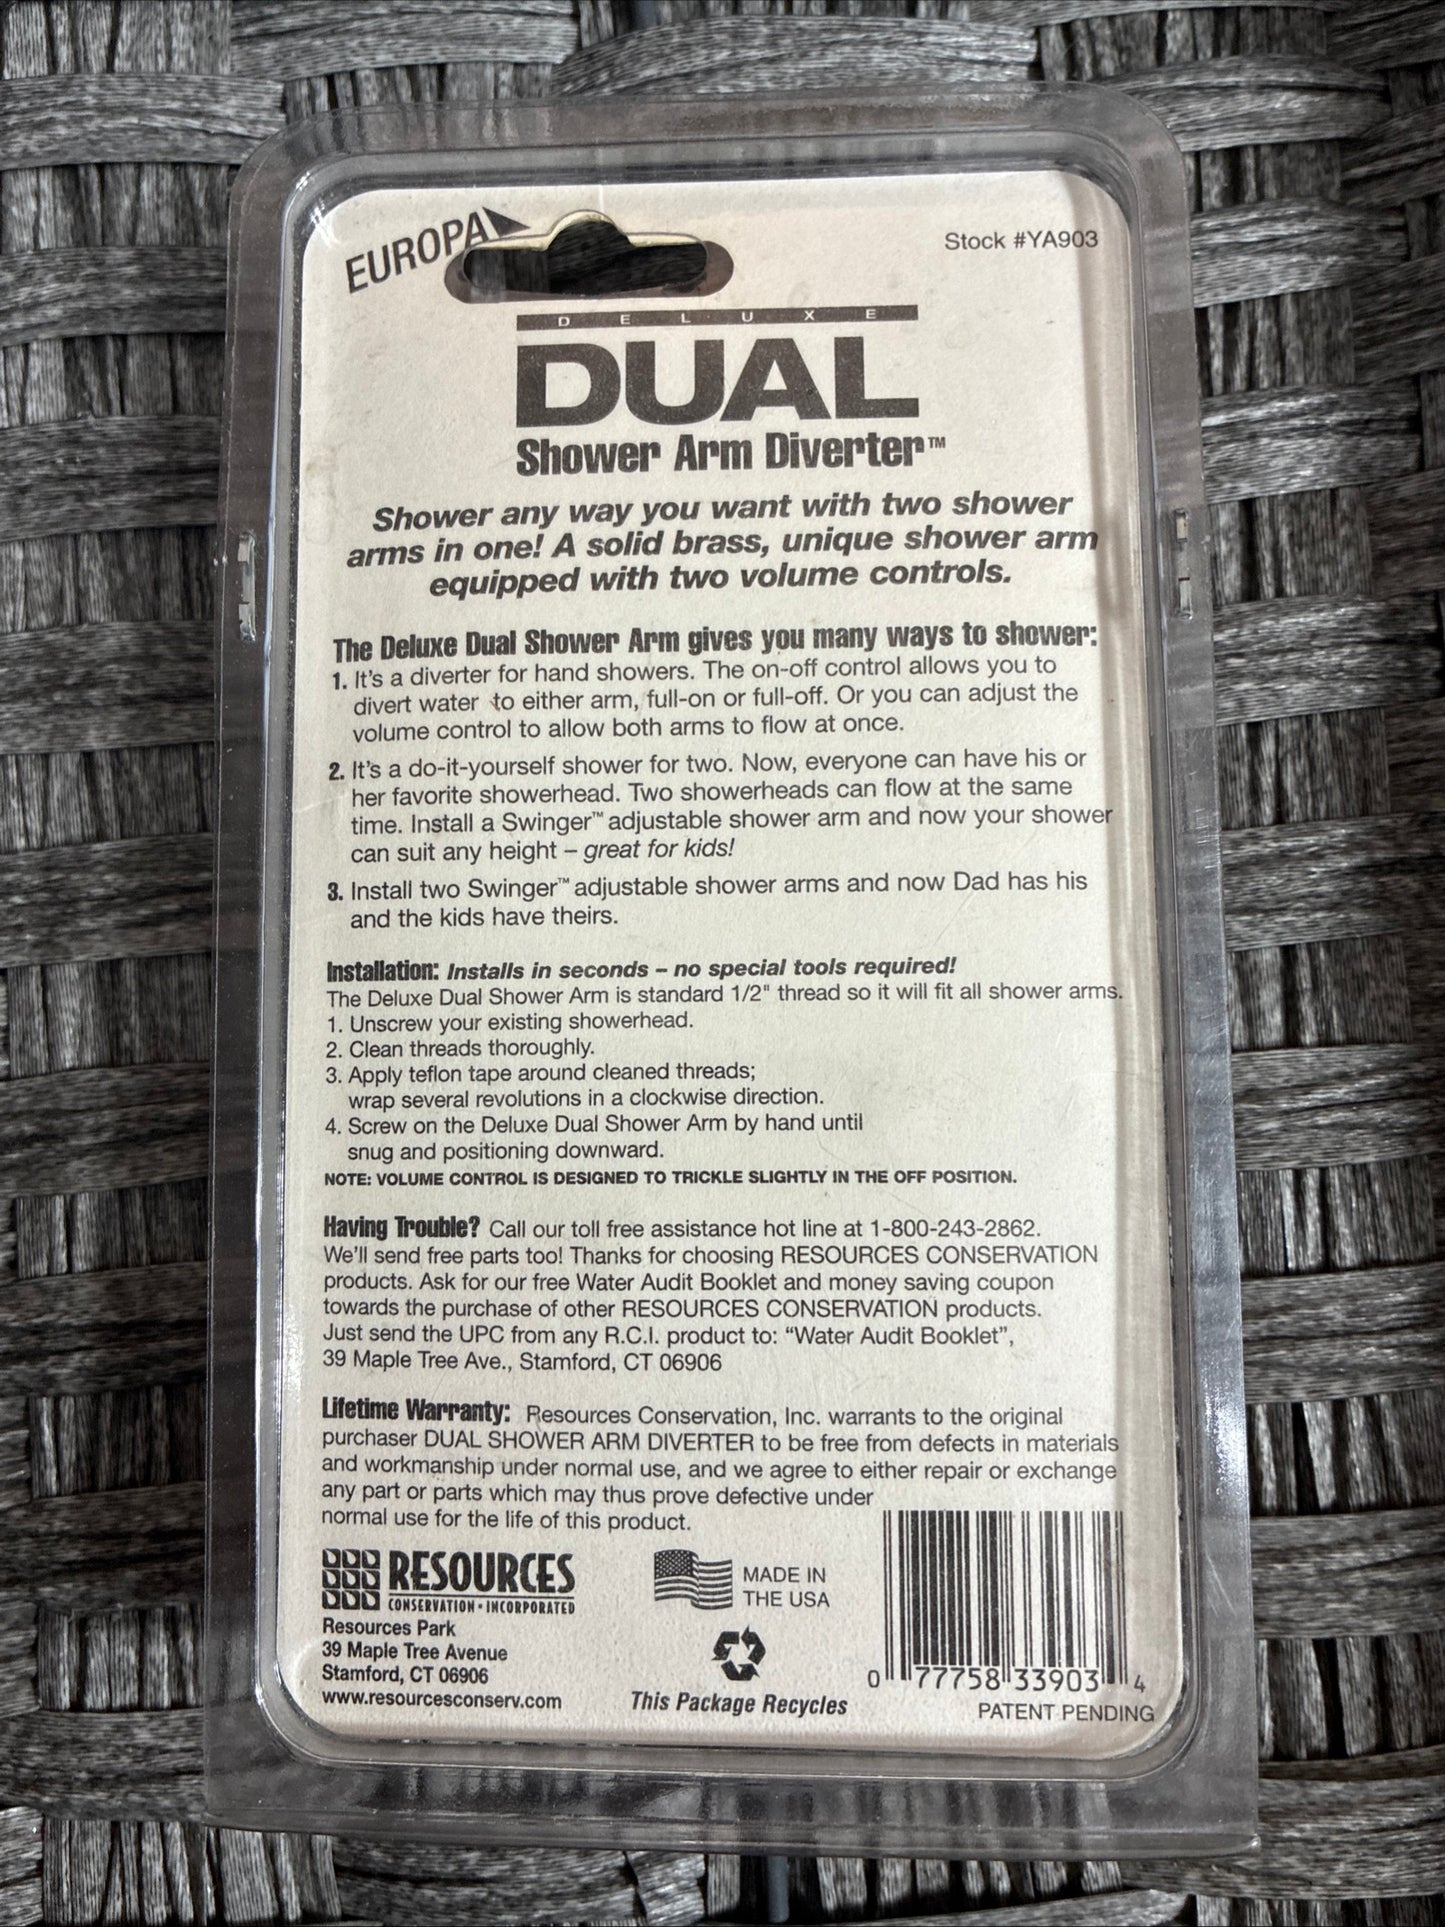 EUROPA
Stock #YA903
DELUXE
DUAL
Shower Arm Diverter™
Shower any way you want with two shower
arms in one! A solid brass, unique shower arm
equipped with two volume controls.
The Deluxe Dual Shower Arm gives you many ways to shower:
1. It's a diverter for hand showers. The on-off control allows you to
divert water to either arm, full-on or full-off. Or you can adjust the
volume control to allow both arms to flow at once.
2. It's a do-it-yourself shower for two. Now, everyone can have his or
her favorite showerhead. Two showerheads can flow at the same
time. Install a Swinger™ adjustable shower arm and now your shower
can suit any height – great for kids!
3. Install two Swinger™ adjustable shower arms and now Dad has his
and the kids have theirs.
Installation: Installs in seconds – no special tools required!
The Deluxe Dual Shower Arm is standard 1/2" thread so it will fit all shower arms.
1. Unscrew your existing showerhead.
2. Clean threads thoroughly.
3. Apply teflon tape around cleaned threads;
wrap several revolutions in a clockwise direction.
4. Screw on the Deluxe Dual Shower Arm by hand until
snug and positioning downward.
NOTE: VOLUME CONTROL IS DESIGNED TO TRICKLE SLIGHTLY IN THE OFF POSITION.
Having Trouble? Call our toll free assistance hot line at 1-800-243-2862.
We'll send free parts too! Thanks for choosing RESOURCES CONSERVATION
products. Ask for our free Water Audit Booklet and money saving coupon
towards the purchase of other RESOURCES CONSERVATION products.
Just send the UPC from any R.C.I. product to: “Water Audit Booklet”,
39 Maple Tree Ave., Stamford, CT 06906
Lifetime Warranty: Resources Conservation, Inc. warrants to the original
purchaser DUAL SHOWER ARM DIVERTER to be free from defects in materials
and workmanship under normal use, and we agree to either repair or exchange
any part or parts which may thus prove defective under
normal use for the life of this product.
RESOURCES
CONSERVATION • INCORPORATED
Resources Park
39 Maple Tree Avenue
Stamford, CT 06906
www.resourcesconserv.com
MADE IN
THE USA
This Package Recycles
0 77758 33903 4
PATENT PENDING